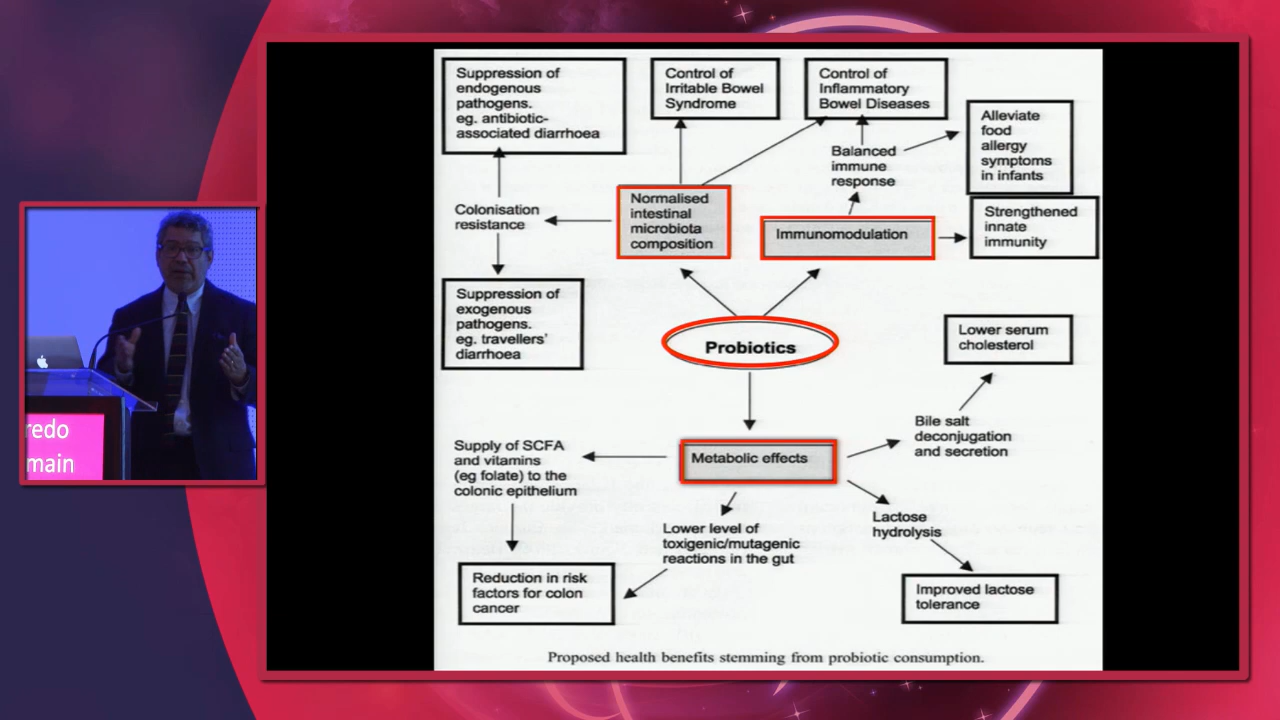 Suppression of
endogenous
pathogens.
eg. antibiotic-
associated diarrhoea
Control of
Irritable Bowel
Syndrome
Control of
Inflammatory
Bowel Diseases
Alleviate
food
allergy
symptoms
in infants
Balanced
immune
response
Colonisation
resistance
Normalised
intestinal
microbiota
composition
Immunomodulation
Strengthened
innate
immunity
Suppression of
exogenous
pathogens.
eg. travellers'
diarrhoea
Probiotics
Lower serum
cholesterol
Bile salt
deconjugation
and secretion
Supply of SCFA
and vitamins
(eg folate) to the
colonic epithelium
Metabolic effects
Lactose
hydrolysis
Lower level of
toxigenic/mutagenic
reactions in the gut
Reduction in risk
factors for colon
cancer
Improved lactose
tolerance
Proposed health benefits stemming from probiotic consumption.
redo
main